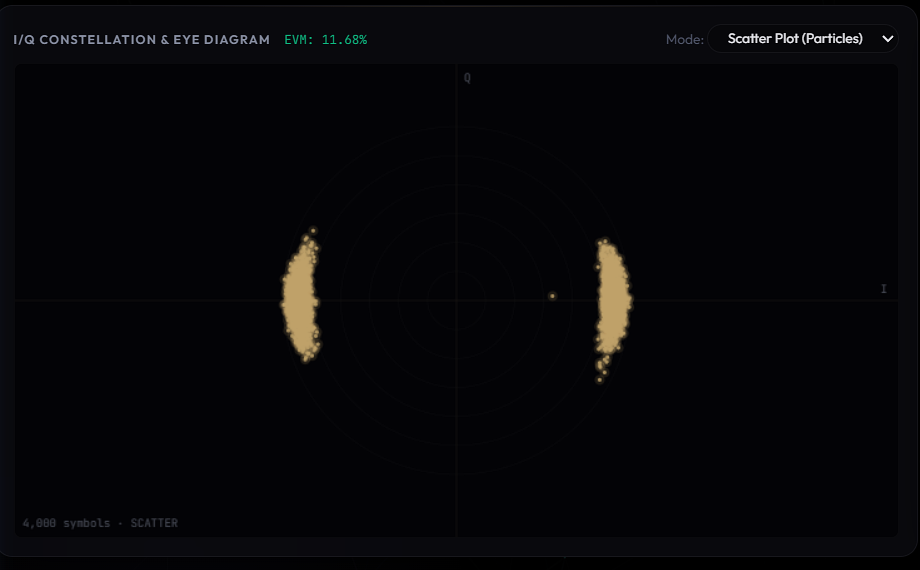 I/Q CONSTELLATION & EYE DIAGRAM EVM: 11.68% Mode: Scatter Plot (Particles)
Q
I
4,000 symbols · SCATTER